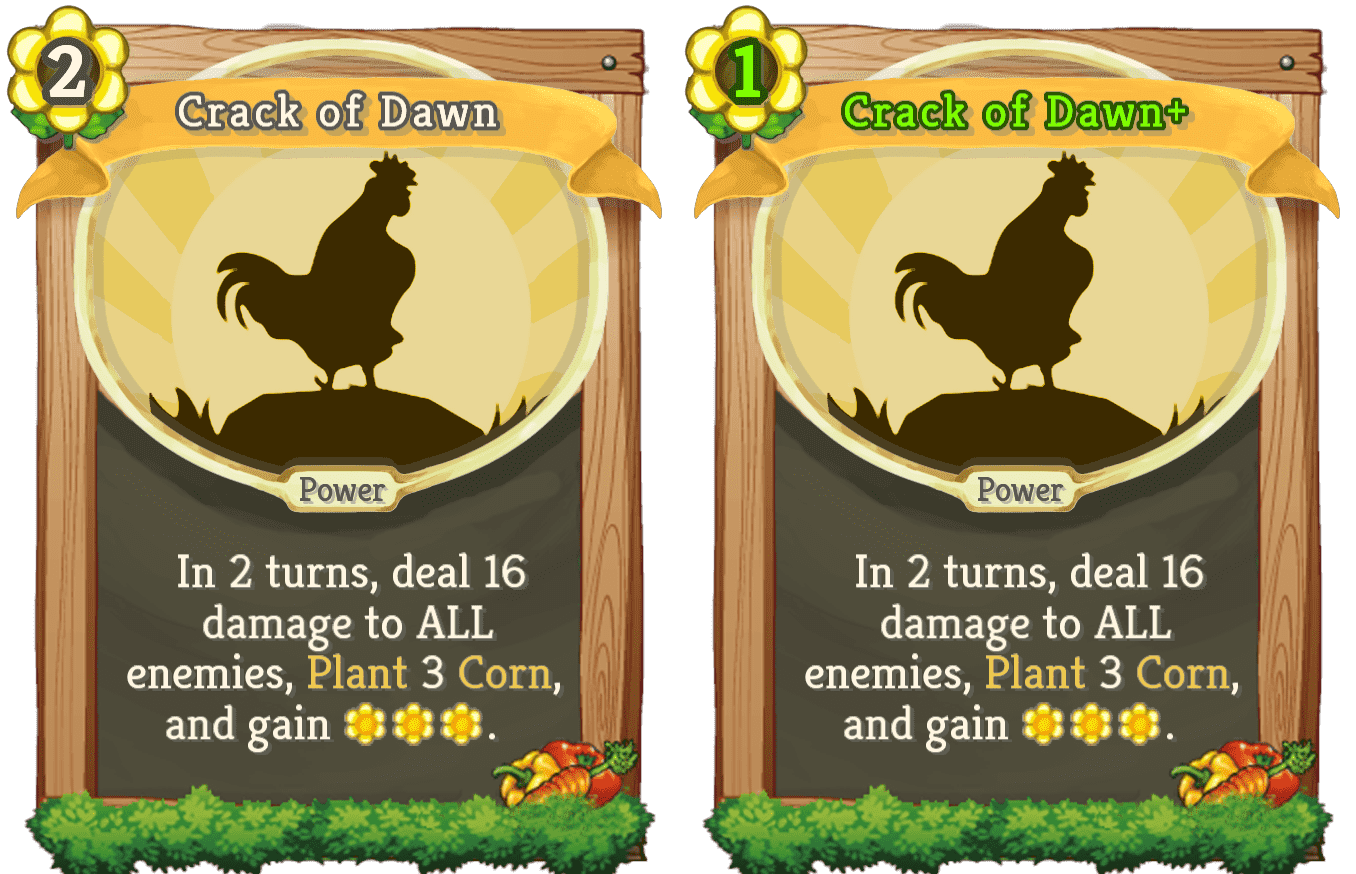 2
Crack of Dawn
Power
In 2 turns, deal 16
damage to ALL
enemies, Plant 3 Corn,
and gain .
1
Crack of Dawn+
Power
In 2 turns, deal 16
damage to ALL
enemies, Plant 3 Corn,
and gain .